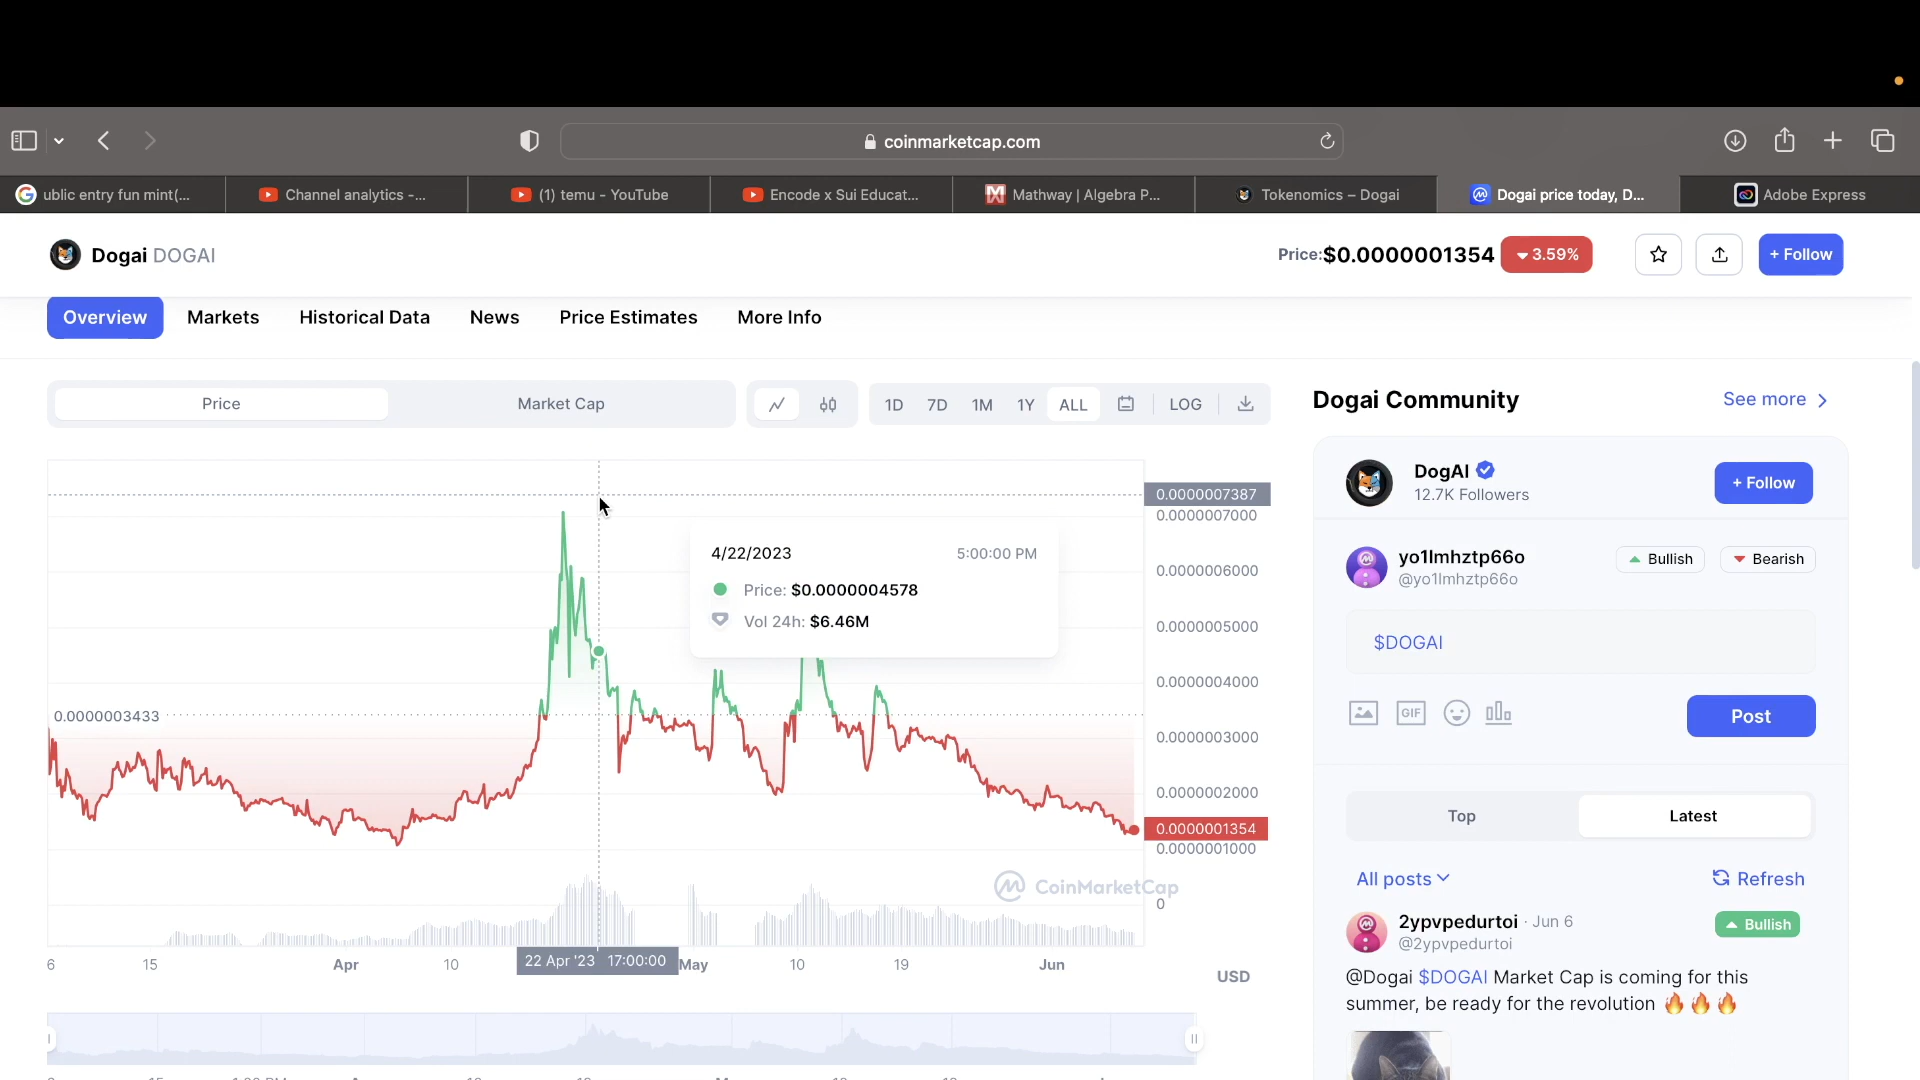 coinmarketcap.com
ublic entry fun mint(...
Channel analytics -...
(1) temu - YouTube
Encode x Sui Educat...
Mathway | Algebra P...
Tokenomics – Dogai
Dogai price today, D...
Adobe Express
Dogai DOGAI
Price:$0.0000001354
3.59%
+ Follow
Overview
Markets
Historical Data
News
Price Estimates
More Info
Price
Market Cap
1D
7D
1M
1Y
ALL
LOG
0.0000007387
0.0000007000
0.0000006000
0.0000005000
0.0000004000
0.0000003000
0.0000002000
0.0000001354
0.0000001000
0
0.0000003433
4/22/2023
5:00:00 PM
Price: $0.0000004578
Vol 24h: $6.46M
CoinMarketCap
6
15
Apr
10
22 Apr '23 17:00:00
May
10
19
Jun
USD
Dogai Community
See more
DogAI
12.7K Followers
+ Follow
yo1lmhztp66o
@yo1lmhztp66o
Bullish
Bearish
$DOGAI
GIF
Post
Top
Latest
All posts
Refresh
2ypvpedurtoi · Jun 6
@2ypvpedurtoi
Bullish
@Dogai $DOGAI Market Cap is coming for this
summer, be ready for the revolution 🔥🔥🔥